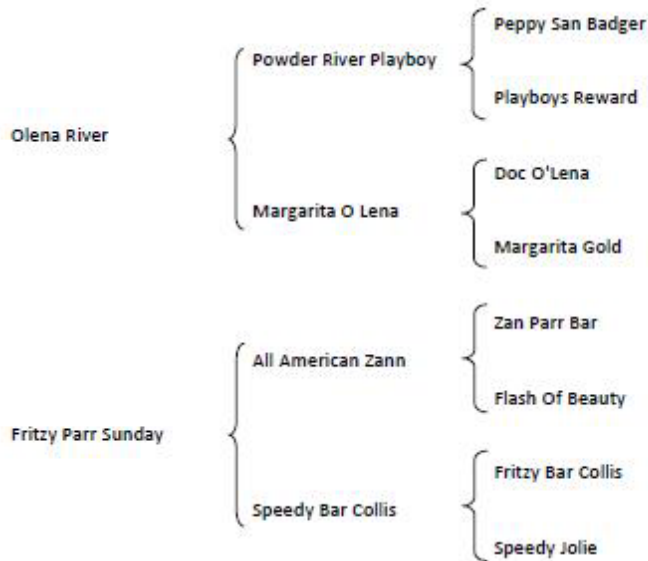 Peppy San Badger
Powder River Playboy
Playboys Reward
Olena River
Doc O'Lena
Margarita O Lena
Margarita Gold
Zan Parr Bar
All American Zann
Flash Of Beauty
Fritzy Parr Sunday
Fritzy Bar Collis
Speedy Bar Collis
Speedy Jolie